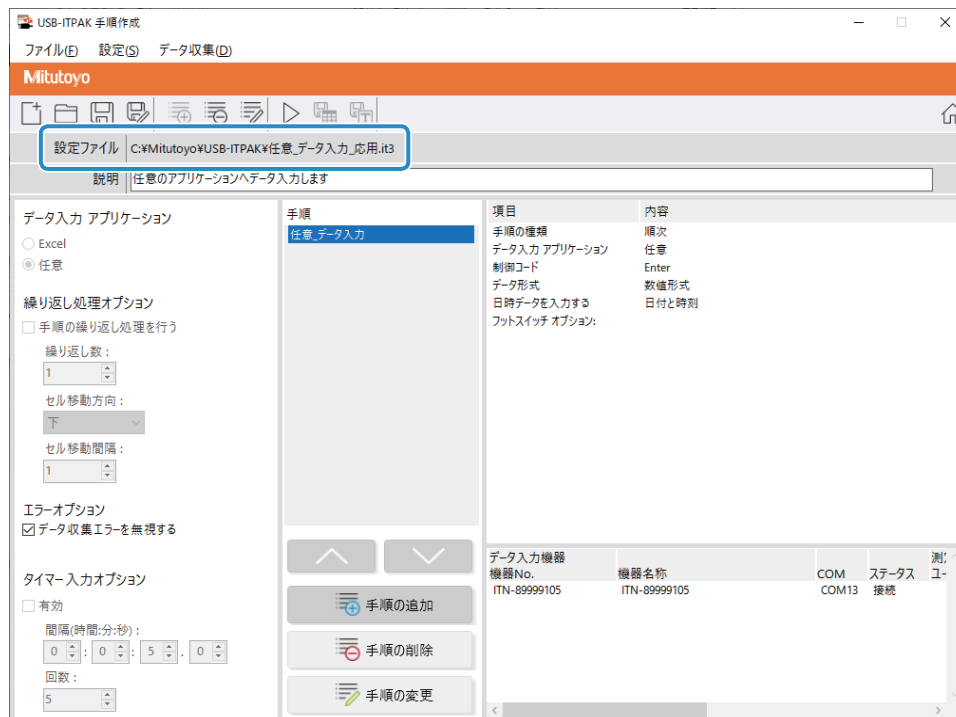 USB-ITPAK 手順作成
ファイル(F) 設定(S) データ収集(D)
Mitutoyo
設定ファイル C:¥Mitutoyo¥USB-ITPAK¥任意_データ入力_応用.it3
説明 任意のアプリケーションへデータ入力します
データ入力 アプリケーション
Excel
任意
繰り返し処理オプション
手順の繰り返し処理を行う
繰り返し数：
1
セル移動方向：
下
セル移動間隔：
1
エラーオプション
データ収集エラーを無視する
タイマー入力オプション
有効
間隔(時間:分:秒)：
0 : 0 : 5 . 0
回数：
5
手順
任意_データ入力
手順の追加
手順の削除
手順の変更
項目 内容
手順の種類 順次
データ入力 アプリケーション 任意
制御コード Enter
データ形式 数値形式
日時データを入力する 日付と時刻
フットスイッチ オプション:
データ入力機器
機器No. 機器名称 COM ステータス ユー
ITN-89999105 ITN-89999105 COM13 接続